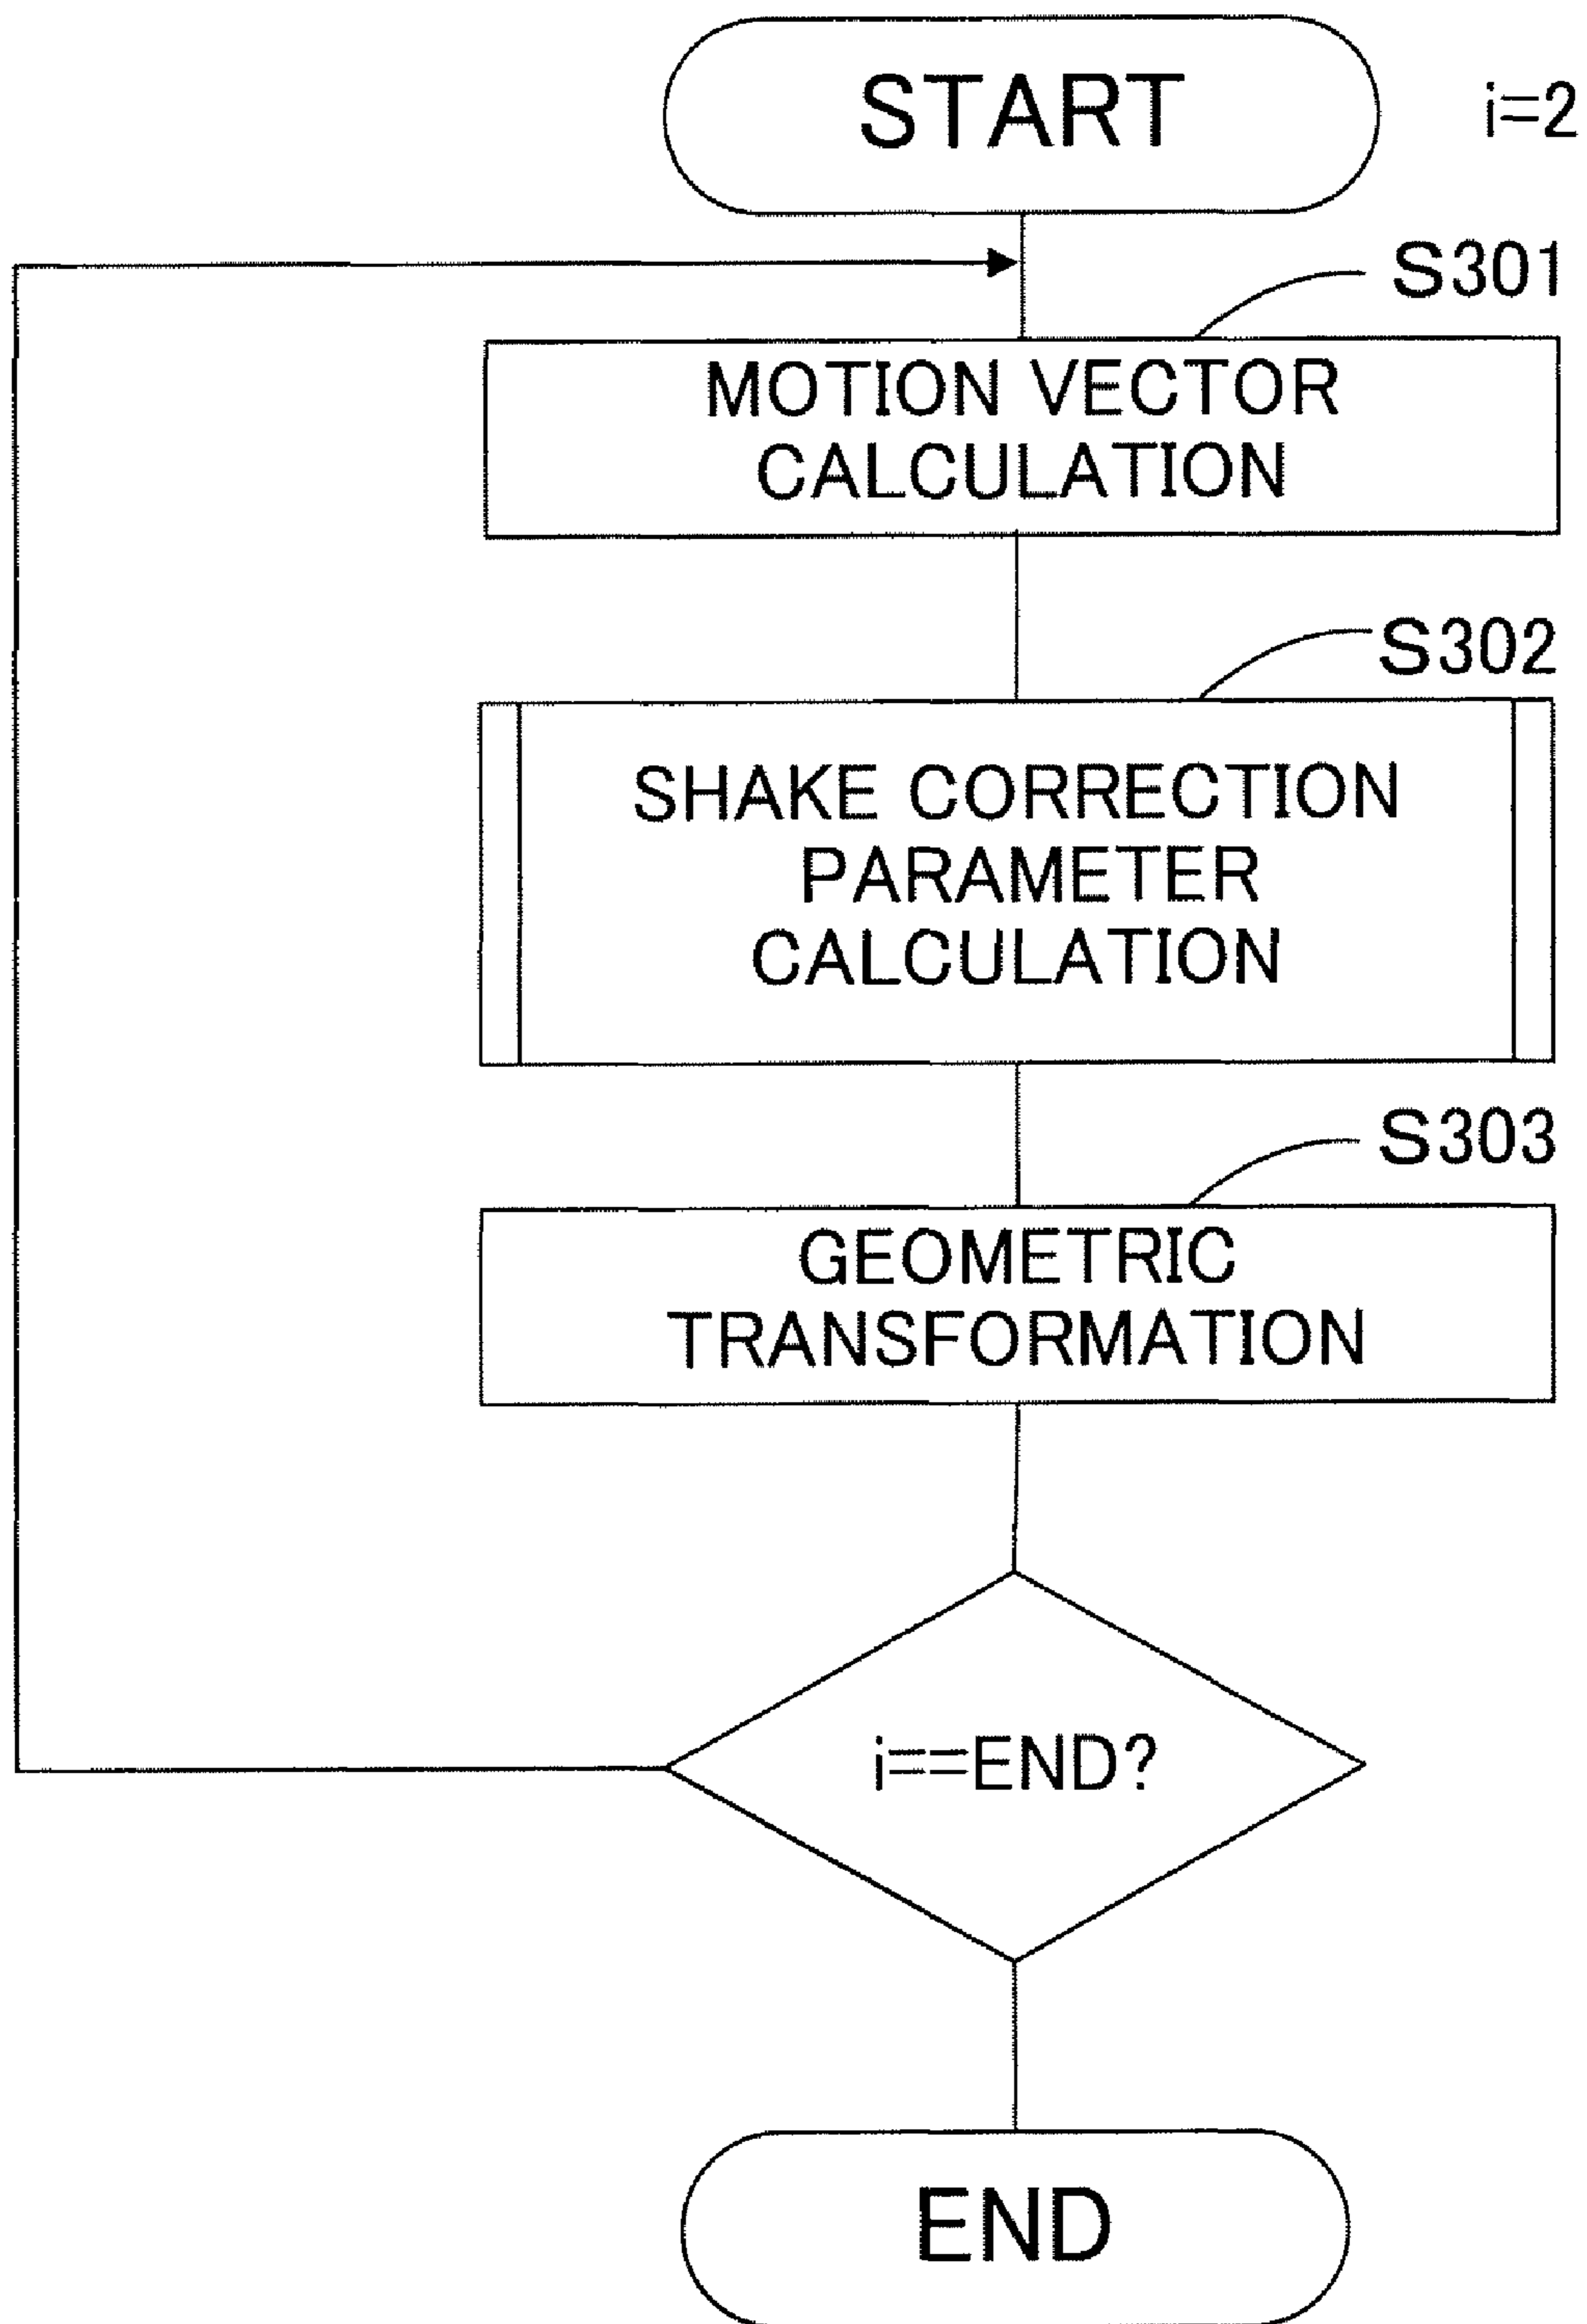 START
i=2
S301
MOTION VECTOR
CALCULATION
S302
SHAKE CORRECTION
PARAMETER
CALCULATION
S303
GEOMETRIC
TRANSFORMATION
i==END?
END